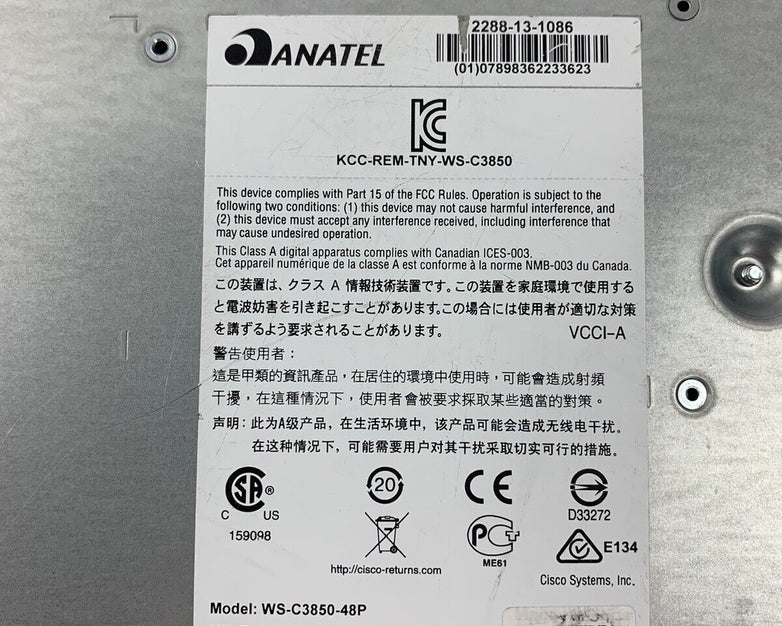 ANATEL
2288-13-1086
(01)07898362233623
KCC-REM-TNY-WS-C3850
This device complies with Part 15 of the FCC Rules. Operation is subject to the
following two conditions: (1) this device may not cause harmful interference, and
(2) this device must accept any interference received, including interference that
may cause undesired operation.
This Class A digital apparatus complies with Canadian ICES-003.
Cet appareil numérique de la classe A est conforme à la norme NMB-003 du Canada.
この装置は、クラス A 情報技術装置です。この装置を家庭環境で使用する
と電波妨害を引き起こすことがあります。この場合には使用者が適切な対策
を講ずるよう要求されることがあります。
VCCI-A
警告使用者：
這是甲類的資訊產品，在居住的環境中使用時，可能會造成射頻
干擾，在這種情況下，使用者會被要求採取某些適當的對策。
声明：此为A级产品，在生活环境中，该产品可能会造成无线电干扰。
在这种情况下，可能需要用户对其干扰采取切实可行的措施。
SA ®
C US
159098
20
CE
D33272
http://cisco-returns.com
PCT
ME61
E134
Cisco Systems, Inc.
Model: WS-C3850-48P